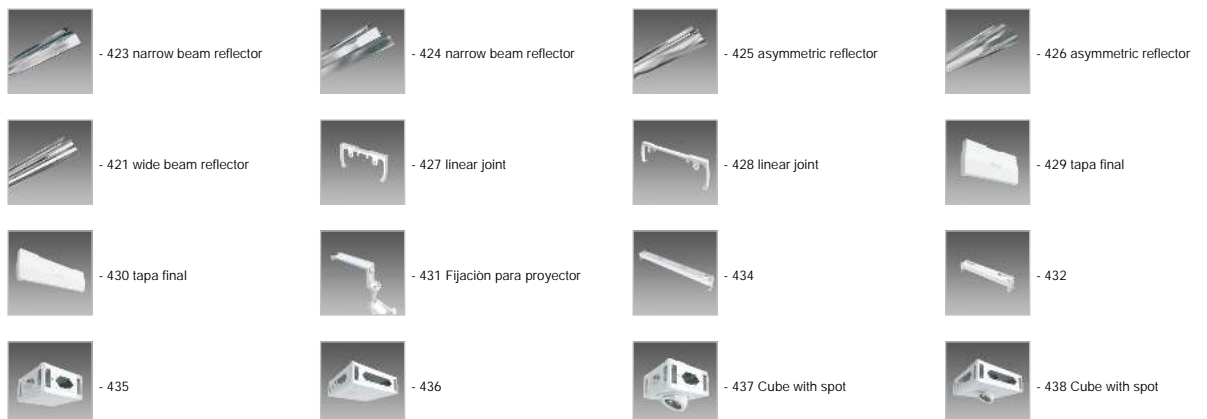 - 423 narrow beam reflector
- 424 narrow beam reflector
- 425 asymmetric reflector
- 426 asymmetric reflector
- 421 wide beam reflector
- 427 linear joint
- 428 linear joint
- 429 tapa final
- 430 tapa final
- 431 Fijaciòn para proyector
- 434
- 432
- 435
- 436
- 437 Cube with spot
- 438 Cube with spot